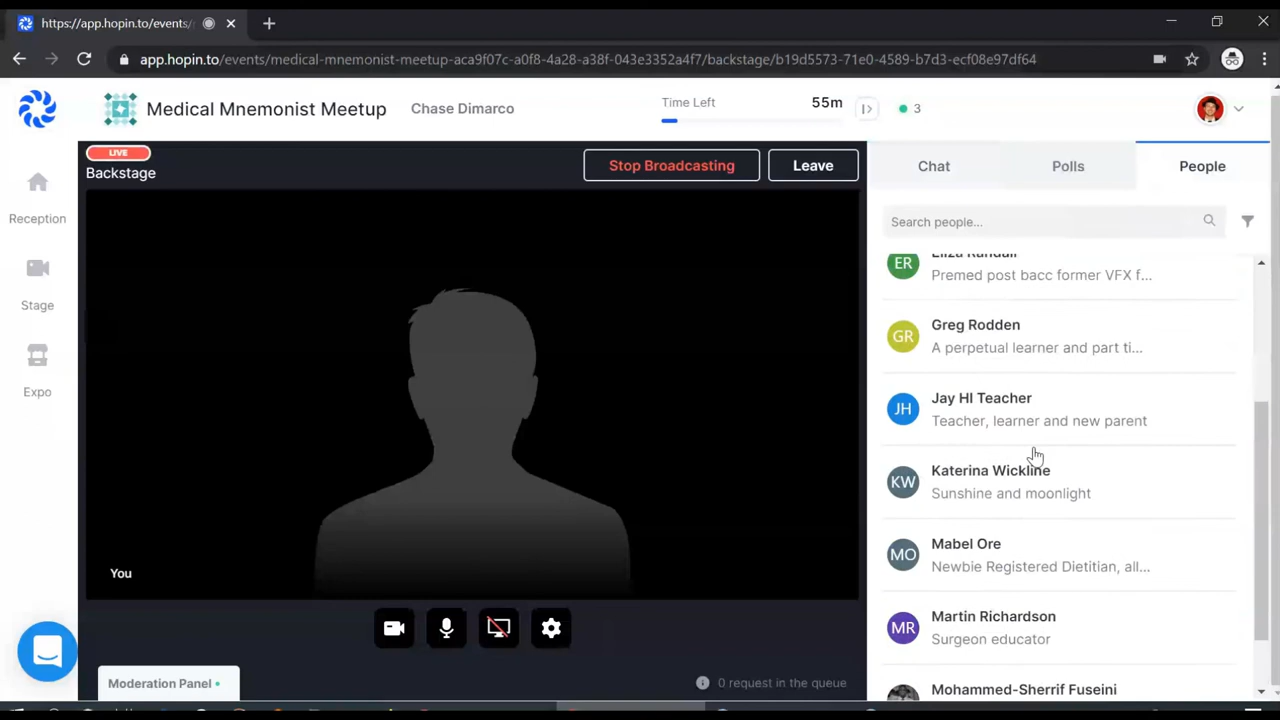 https://app.hopin.to/events/
app.hopin.to/events/medical-mnemonist-meetup-aca9f07c-a0f8-4a28-a38f-043e3352a4f7/backstage/b19d5573-71e0-4589-b7d3-ecf08e97df64
Medical Mnemonist Meetup
Chase Dimarco
Time Left
55m
3
LIVE
Backstage
Stop Broadcasting
Leave
Chat
Polls
People
Reception
Stage
Expo
Search people...
ER
Eliza Randall
Premed post bacc former VFX f...
GR
Greg Rodden
A perpetual learner and part ti...
JH
Jay HI Teacher
Teacher, learner and new parent
KW
Katerina Wickline
Sunshine and moonlight
MO
Mabel Ore
Newbie Registered Dietitian, all...
MR
Martin Richardson
Surgeon educator
Mohammed-Sherrif Fuseini
You
Moderation Panel
0 request in the queue